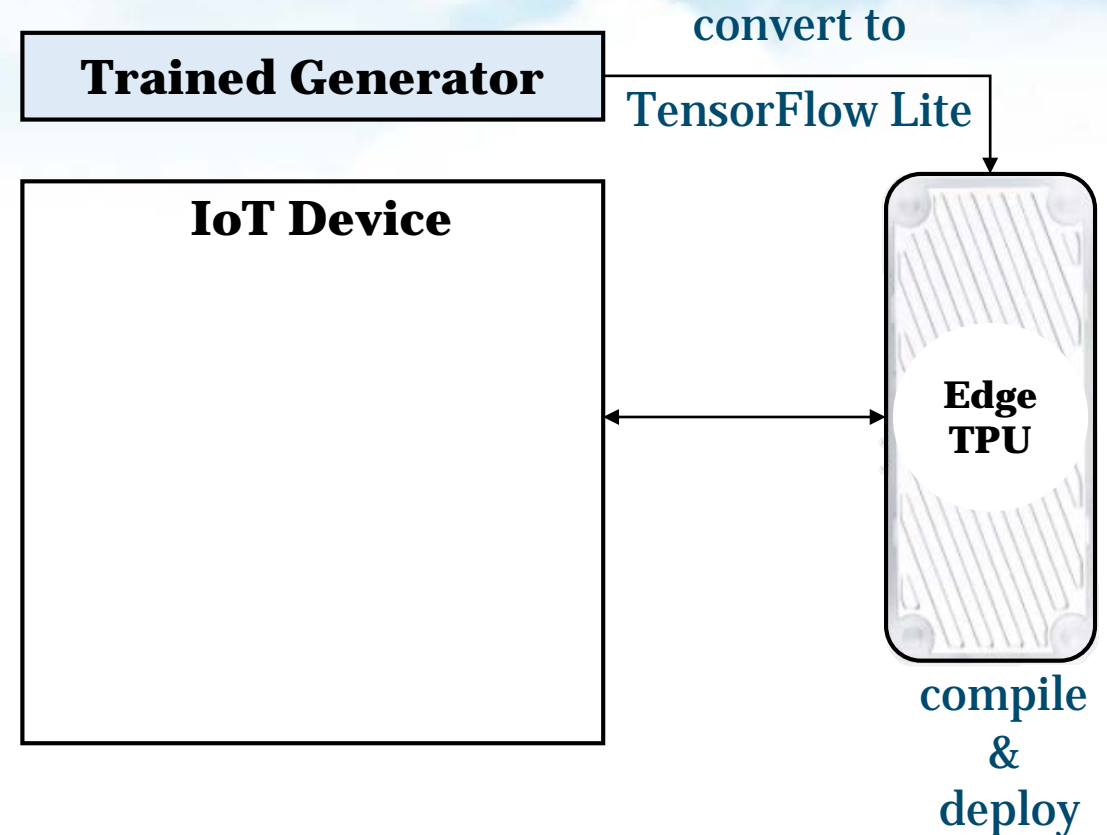 convert to
Trained Generator
TensorFlow Lite
IoT Device
Edge
TPU
compile
&
deploy